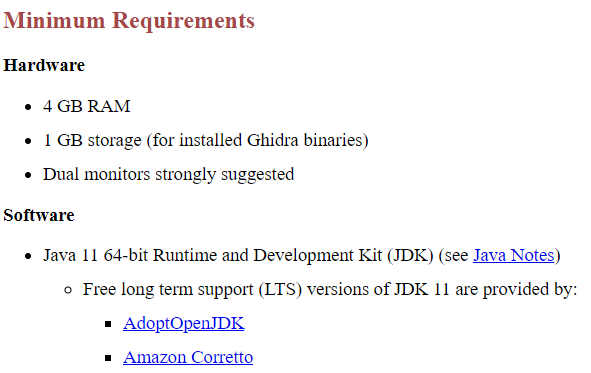 Minimum Requirements
Hardware
4 GB RAM
1 GB storage (for installed Ghidra binaries)
Dual monitors strongly suggested
Software
Java 11 64-bit Runtime and Development Kit (JDK) (see Java Notes)
Free long term support (LTS) versions of JDK 11 are provided by:
AdoptOpenJDK
Amazon Corretto